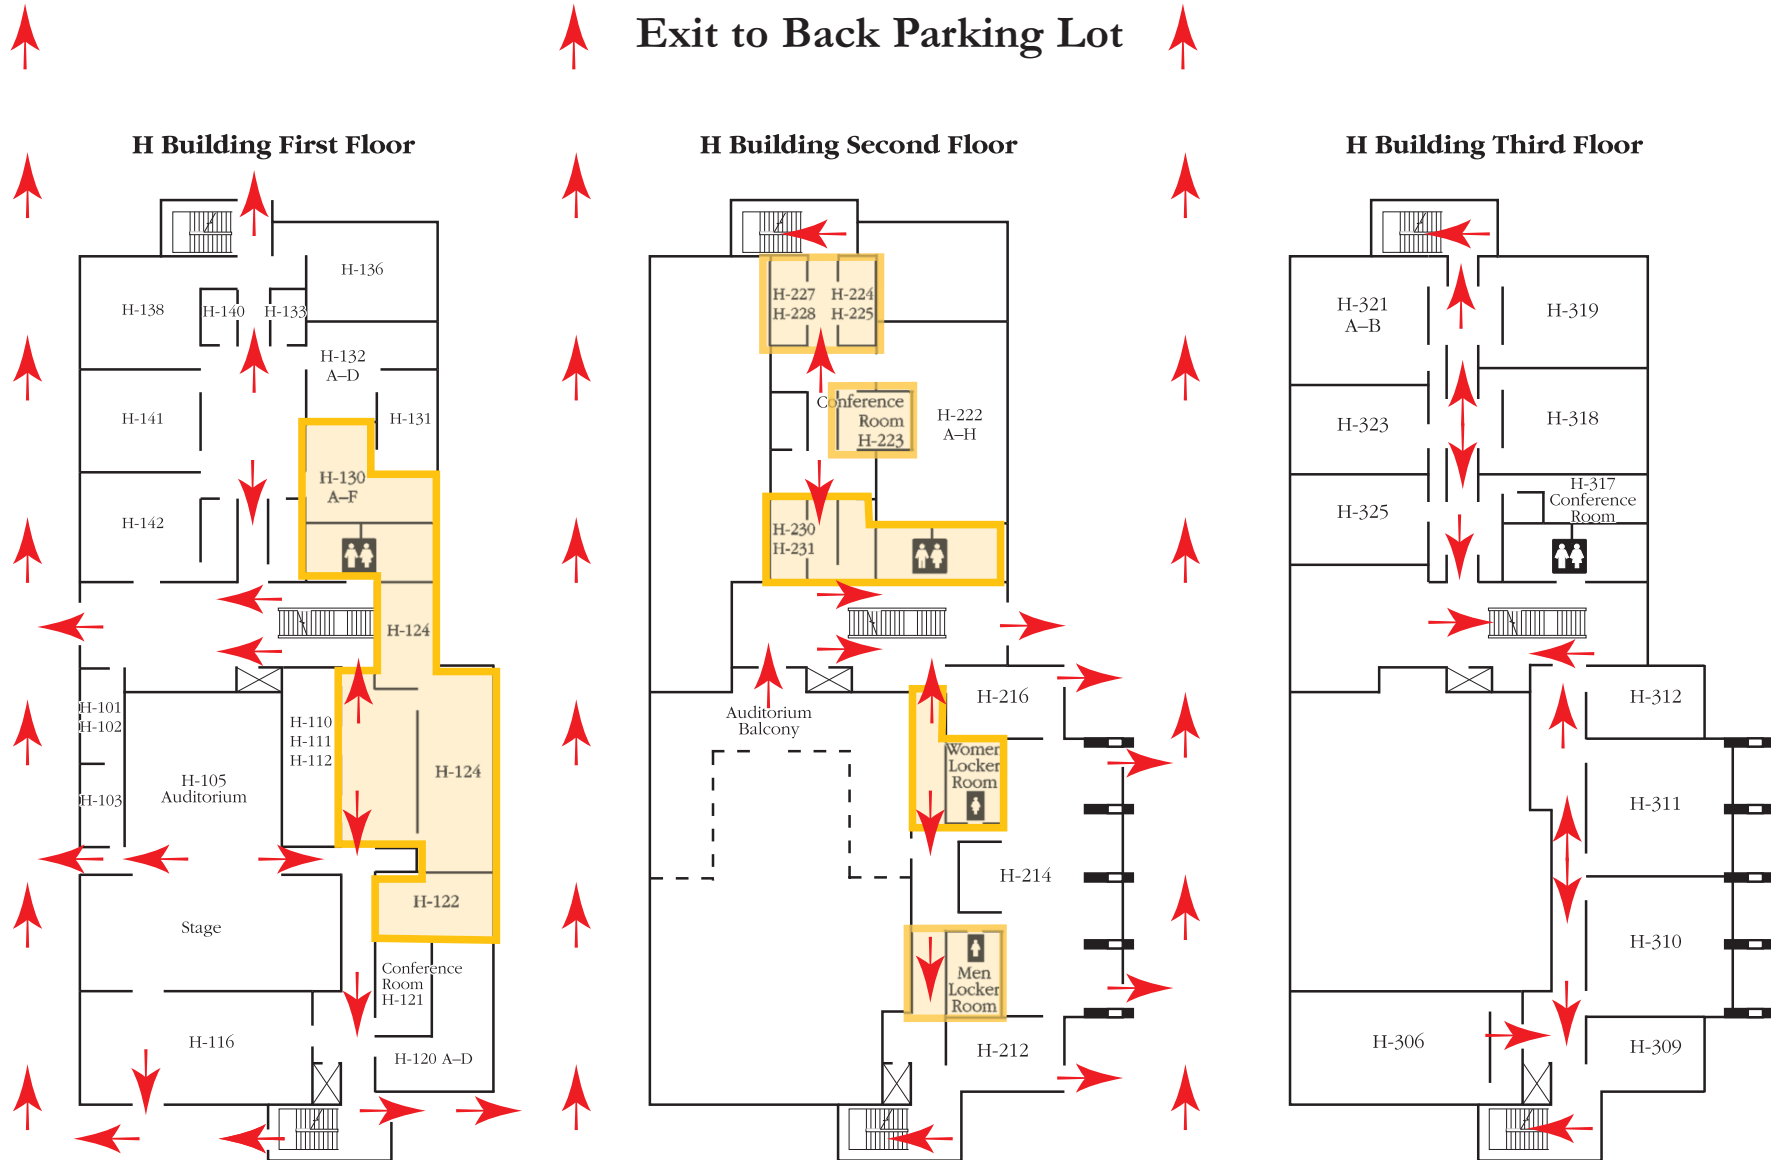 Exit to Back Parking Lot
H Building First Floor
H-136
H-138
H-140
H-133
H-132
A–D
H-141
H-131
H-130
A–F
H-142
H-124
H-101
H-102
H-110
H-111
H-112
H-105
Auditorium
H-124
H-103
H-122
Stage
Conference
Room
H-121
H-116
H-120 A–D
H Building Second Floor
H-227
H-228
H-224
H-225
Conference
Room
H-223
H-222
A–H
H-230
H-231
H-216
Auditorium
Balcony
Women
Locker
Room
H-214
Men
Locker
Room
H-212
H Building Third Floor
H-321
A–B
H-319
H-323
H-318
H-317
Conference
Room
H-325
H-312
H-311
H-310
H-306
H-309